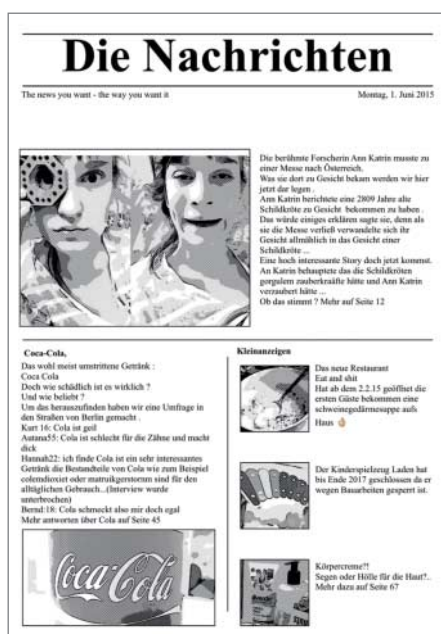 Die Nachrichten
The news you want - the way you want it
Montag, 1. Juni 2015
Die berühmte Forscherin Ann Katrin musste zu
einer Messe nach Österreich,
Was sie dort zu Gesicht bekam werden wir hier
jetzt dar legen .
Ann Katrin berichtete eine 2809 Jahre alte
Schildkröte zu Gesicht bekommen zu haben .
Das würde einiges erklären sagte sie, denn als
sie die Messe verließ verwandelte sich ihr
Gesicht allmählich in das Gesicht einer
Schildkröte ...
Eine hoch interessante Story doch jetzt kommst.
An Katrin behauptete das die Schildkröten
gorgulem zauberkraäfte hätte und Ann Katrin
verzaubert hätte ...
Ob das stimmt ? Mehr auf Seite 12
Coca-Cola,
Das wohl meist umstrittene Getränk :
Coca Cola
Doch wie schädlich ist es wirklich ?
Und wie beliebt ?
Um das herauszufinden haben wir eine Umfrage in
den Straßen von Berlin gemacht .
Kurt 16: Cola ist geil
Autana55: Cola ist schlecht für die Zähne und macht
dick
Hannah22: ich finde Cola ist ein sehr interessantes
Getränk die Bestandteile von Cola wie zum Beispiel
colemdioxiet oder matruikgerstorum sind für den
alltäglichen Gebrauch...(Interview wurde
unterbrochen)
Bernd:18: Cola schmeckt also mir doch egal
Mehr antworten über Cola auf Seite 45
Coca-Cola
Kleinanzeigen
Das neue Restaurant
Eat and shit
Hat ab dem 2.2.15 geöffnet die
ersten Gäste bekommen eine
schweinegedärmesuppe aufs
Haus 👌
Der Kinderspielzeug Laden hat
bis Ende 2017 geschlossen da er
wegen Bauarbeiten gesperrt ist.
Körpercreme?!
Segen oder Hölle für die Haut?..
Mehr dazu auf Seite 67